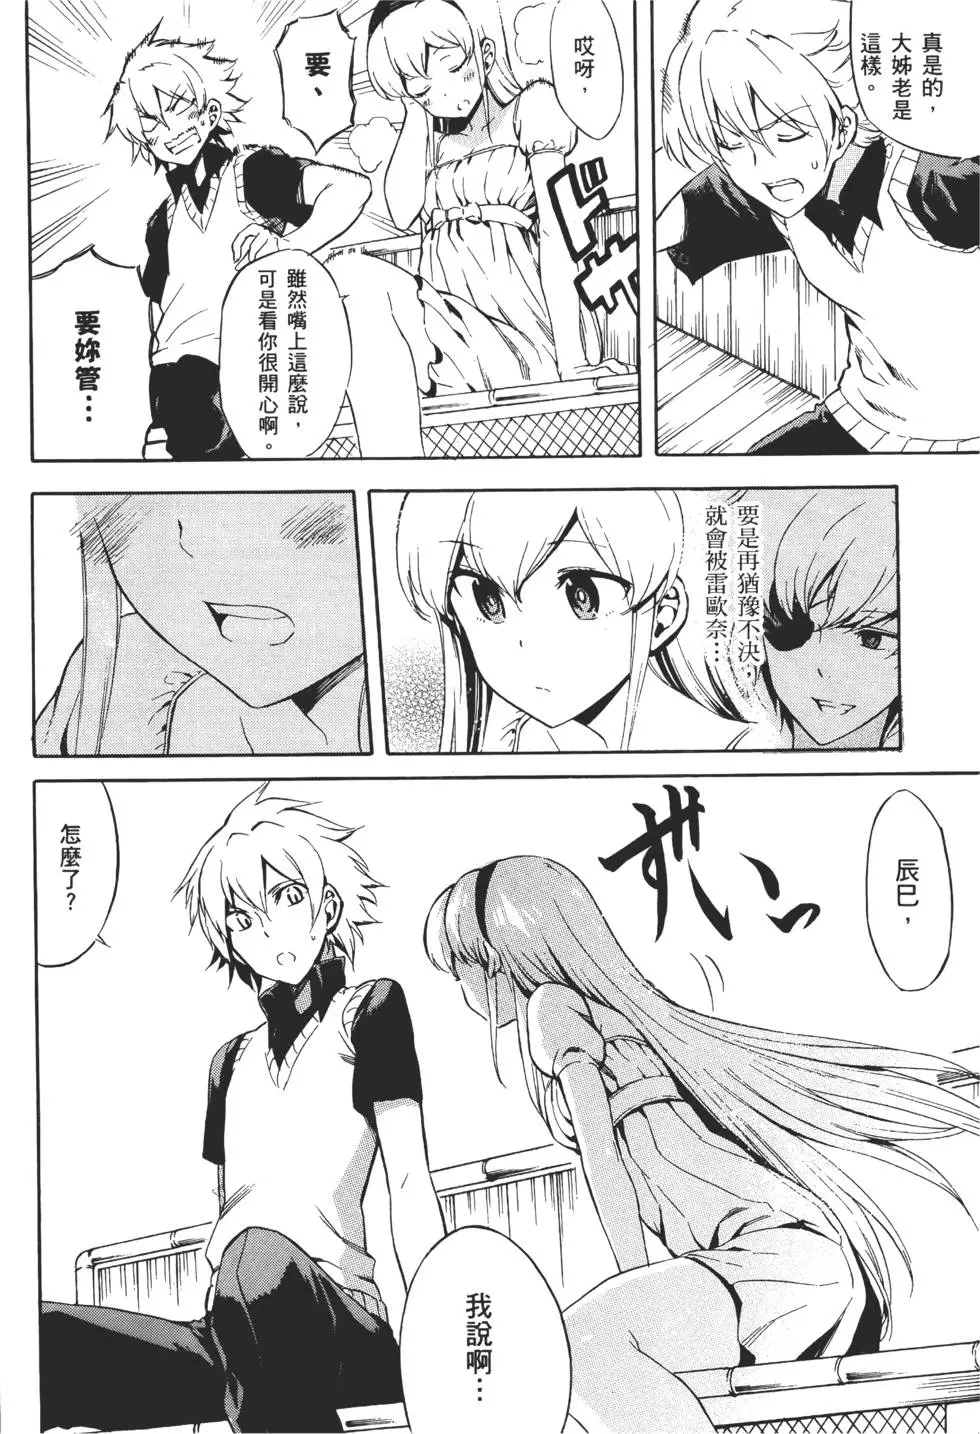 真是的，
大姊老是
這樣。
哎呀，
ドキッ
雖然嘴上這麼說，
可是看你很開心啊。
要、
要妳管…
要是再猶豫不決，
就會被雷歐奈…
辰巳，
ずいっ
怎麼了？
我說啊…